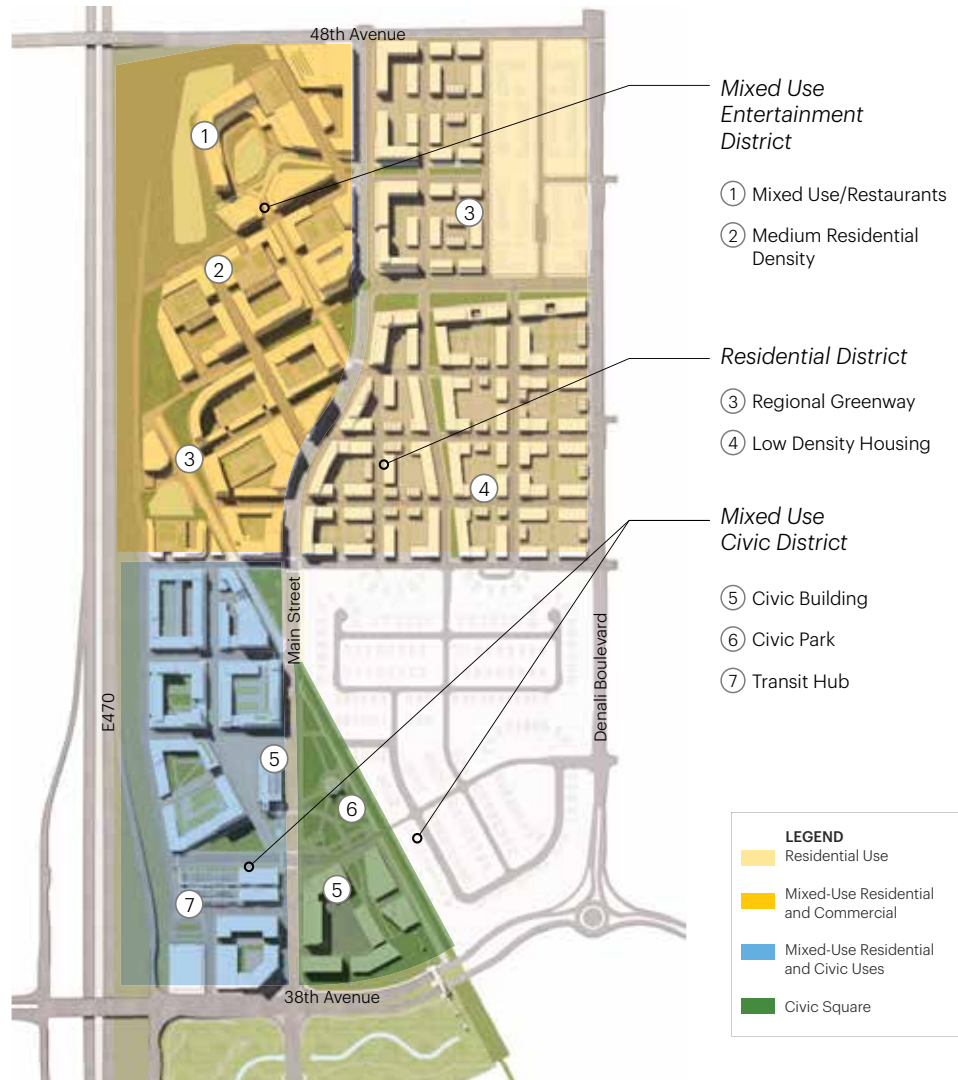 48th Avenue
Mixed Use
Entertainment
District
1 Mixed Use/Restaurants
2 Medium Residential
Density
Residential District
3 Regional Greenway
4 Low Density Housing
Mixed Use
Civic District
5 Civic Building
6 Civic Park
7 Transit Hub
1
2
3
3
4
5
6
5
7
E470
Main Street
Denali Boulevard
38th Avenue
LEGEND
Residential Use
Mixed-Use Residential
and Commercial
Mixed-Use Residential
and Civic Uses
Civic Square